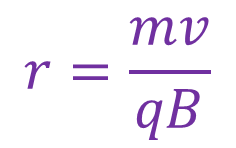 r = mv / qB